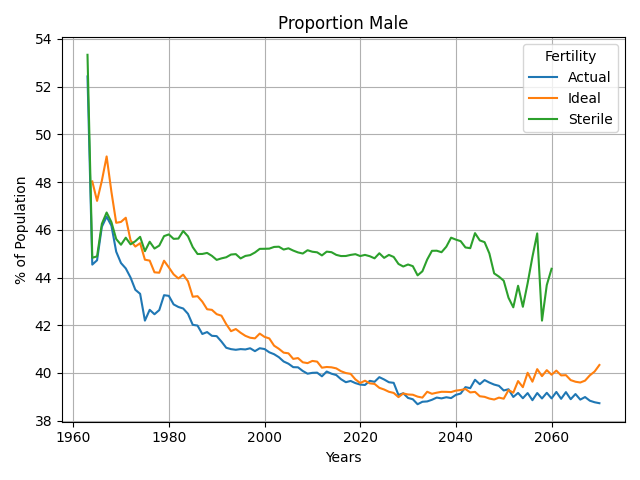 Proportion Male
54
52
50
48
46
44
42
40
38
% of Population
Fertility
Actual
Ideal
Sterile
1960
1980
2000
2020
2040
2060
Years